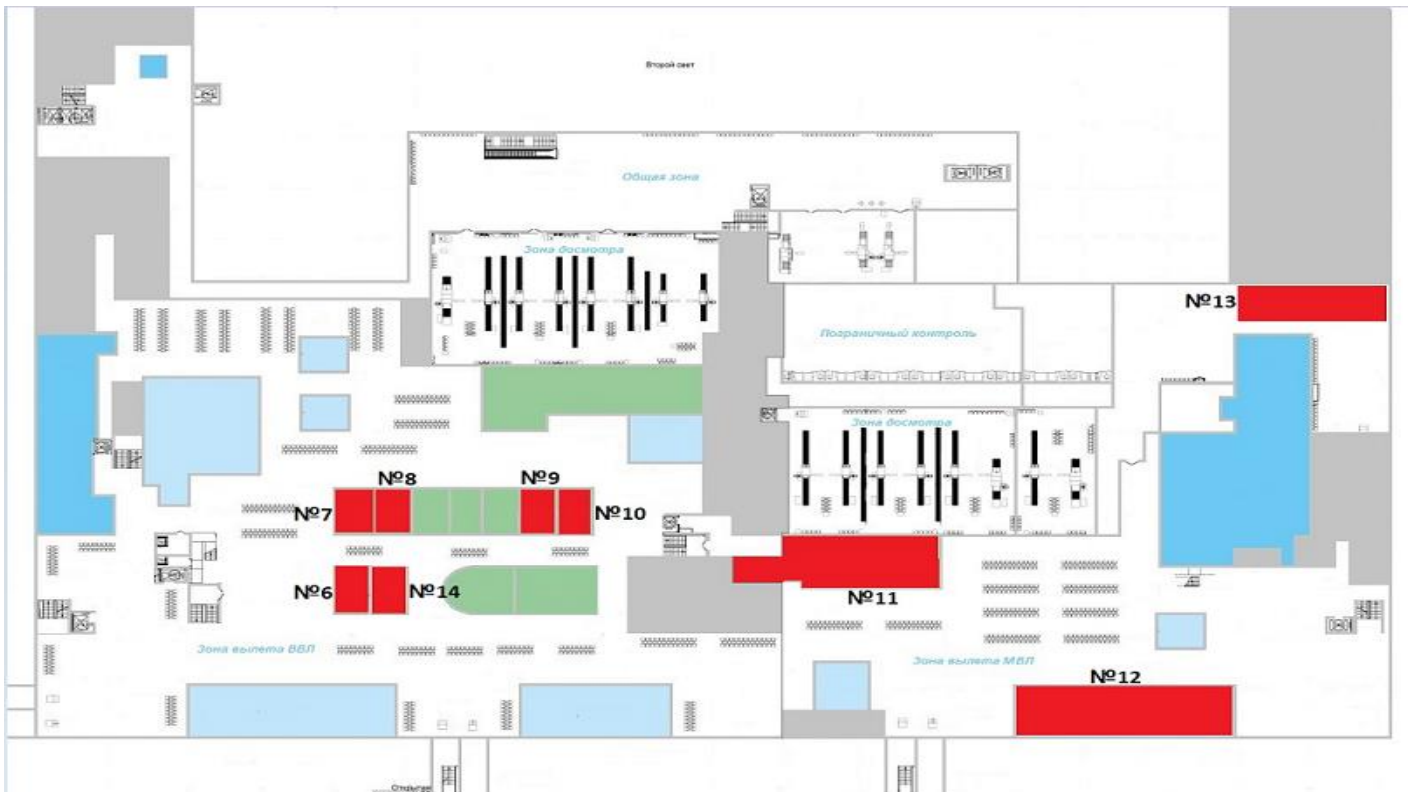 Второй свет
Общая зона
Зона досмотра
№13
Пограничный контроль
Зона досмотра
№8
№9
№7
№10
№6
№14
№11
Зона вылета ВВЛ
Зона вылета МВЛ
№12
Открытая